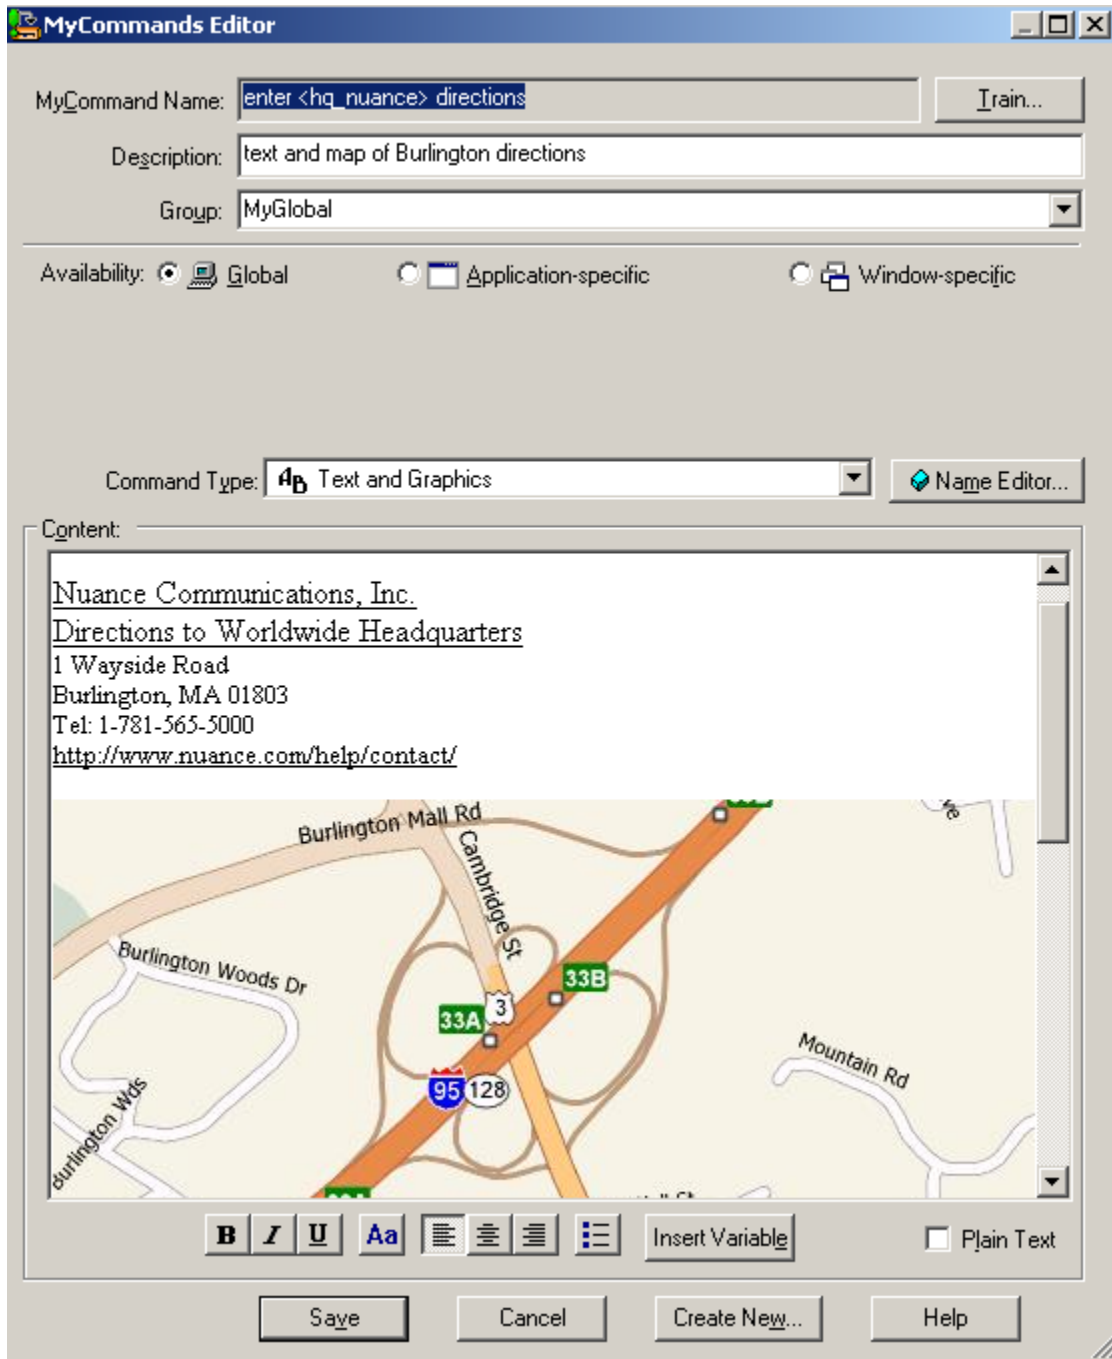 MyCommands Editor
MyCommand Name: enter <hq_nuance> directions Train...
Description: text and map of Burlington directions
Group: MyGlobal
Availability: Global Application-specific Window-specific
Command Type: AB Text and Graphics Name Editor...
Content:
Nuance Communications, Inc.
Directions to Worldwide Headquarters
1 Wayside Road
Burlington, MA 01803
Tel: 1-781-565-5000
http://www.nuance.com/help/contact/
Burlington Mall Rd
Cambridge St
ve
Burlington Woods Dr
33B
33A 3
Mountain Rd
95 128
Burlington Wds
B I U Aa Insert Variable Plain Text
Save Cancel Create New... Help